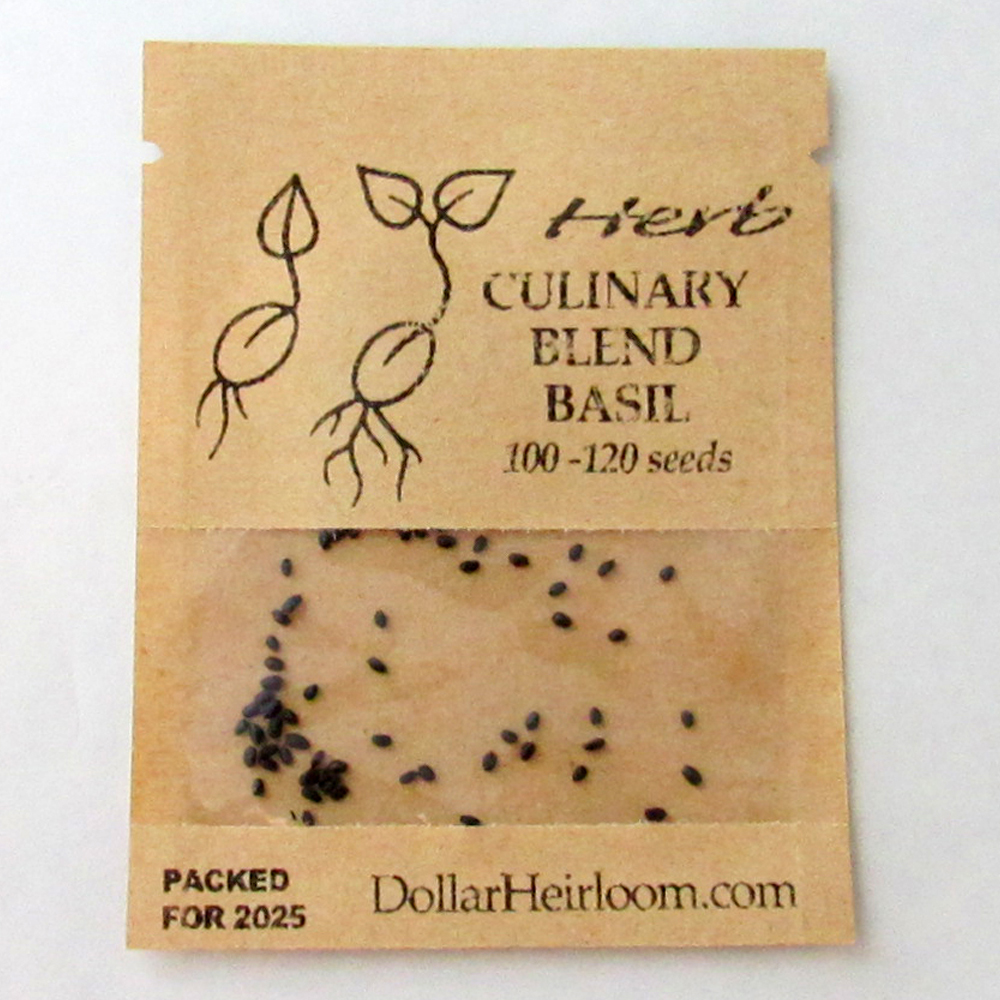 Herb
CULINARY
BLEND
BASIL
100 -120 seeds
PACKED
FOR 2025
DollarHeirloom.com